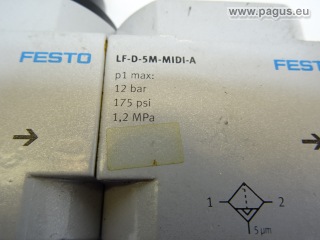 © www.pagus.eu
FESTO
LF-D-5M-MIDI-A
FEST
p1 max:
12 bar
175 psi
1,2 MPa
1
2
5 µm